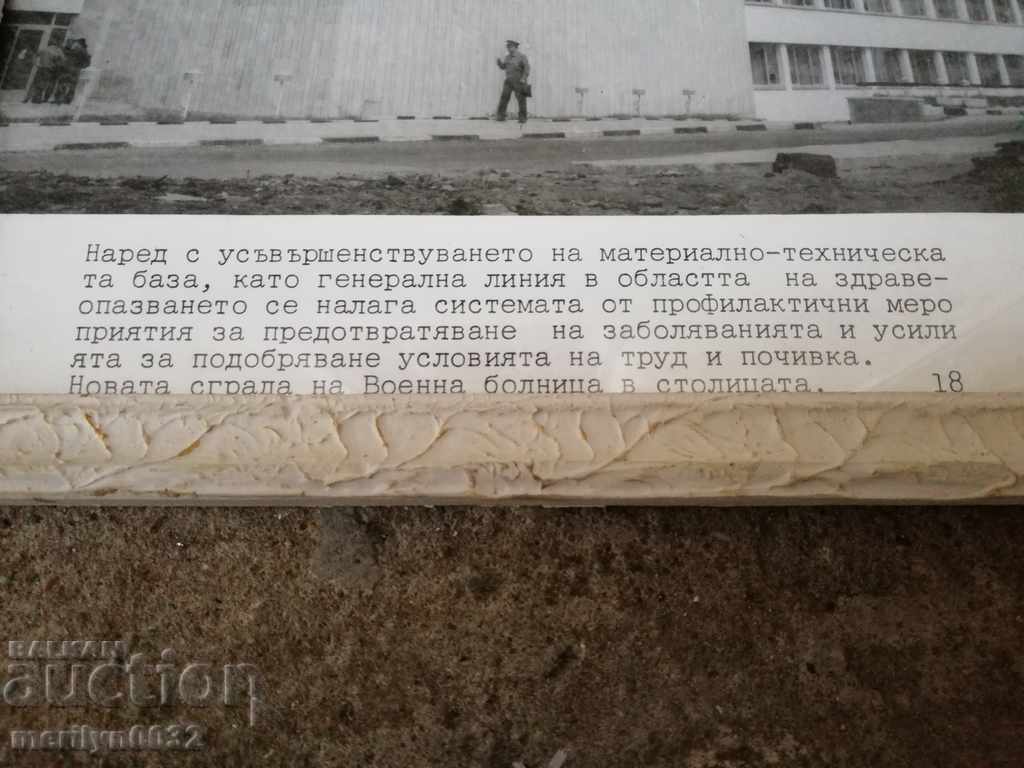 Наред с усъвършенствуването на материално-техническа
та база, като генерална линия в областта на здраве-
опазването се налага системата от профилактични меро
приятия за предотвратяване на заболяванията и усили
ята за подобряване условията на труд и почивка.
Новата сграда на Военна болница в столицата. 18
BALKAN
auction
merilyn0032